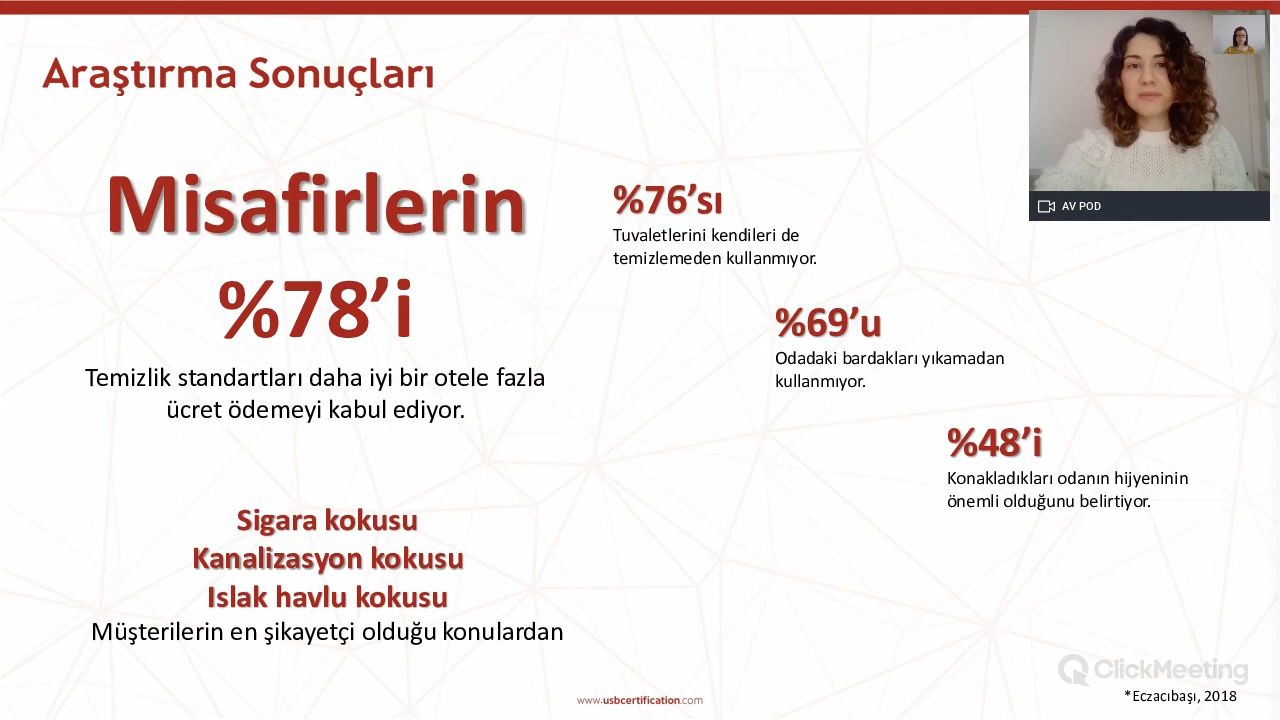 Araştırma Sonuçları
Misafirlerin
%78’i
Temizlik standartları daha iyi bir otele fazla
ücret ödemeyi kabul ediyor.
Sigara kokusu
Kanalizasyon kokusu
Islak havlu kokusu
Müşterilerin en şikayetçi olduğu konulardan
%76’sı
Tuvaletlerini kendileri de
temizlemeden kullanmıyor.
%69’u
Odadaki bardakları yıkamadan
kullanmıyor.
%48’i
Konakladıkları odanın hijyeninin
önemli olduğunu belirtiyor.
AV POD
ClickMeeting
*Eczacıbaşı, 2018
www.usbcertification.com